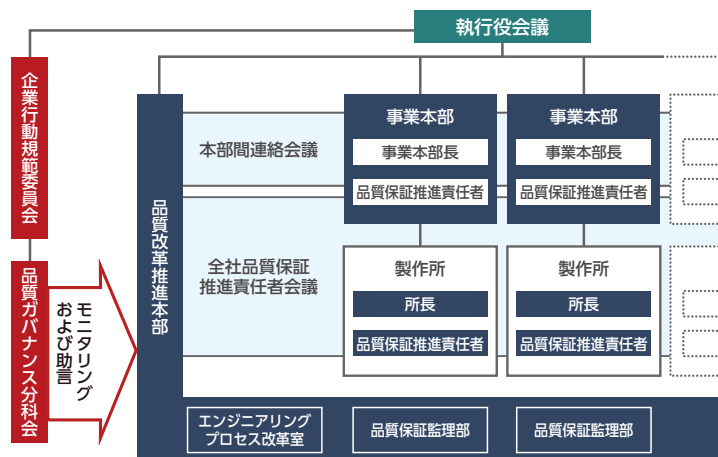 執行役会議
企業行動規範委員会
品質ガバナンス分科会
モニタリング
および助言
品質改革推進本部
本部間連絡会議
全社品質保証
推進責任者会議
事業本部
事業本部長
品質保証推進責任者
製作所
所長
品質保証推進責任者
事業本部
事業本部長
品質保証推進責任者
製作所
所長
品質保証推進責任者
エンジニアリング
プロセス改革室
品質保証監理部
品質保証監理部